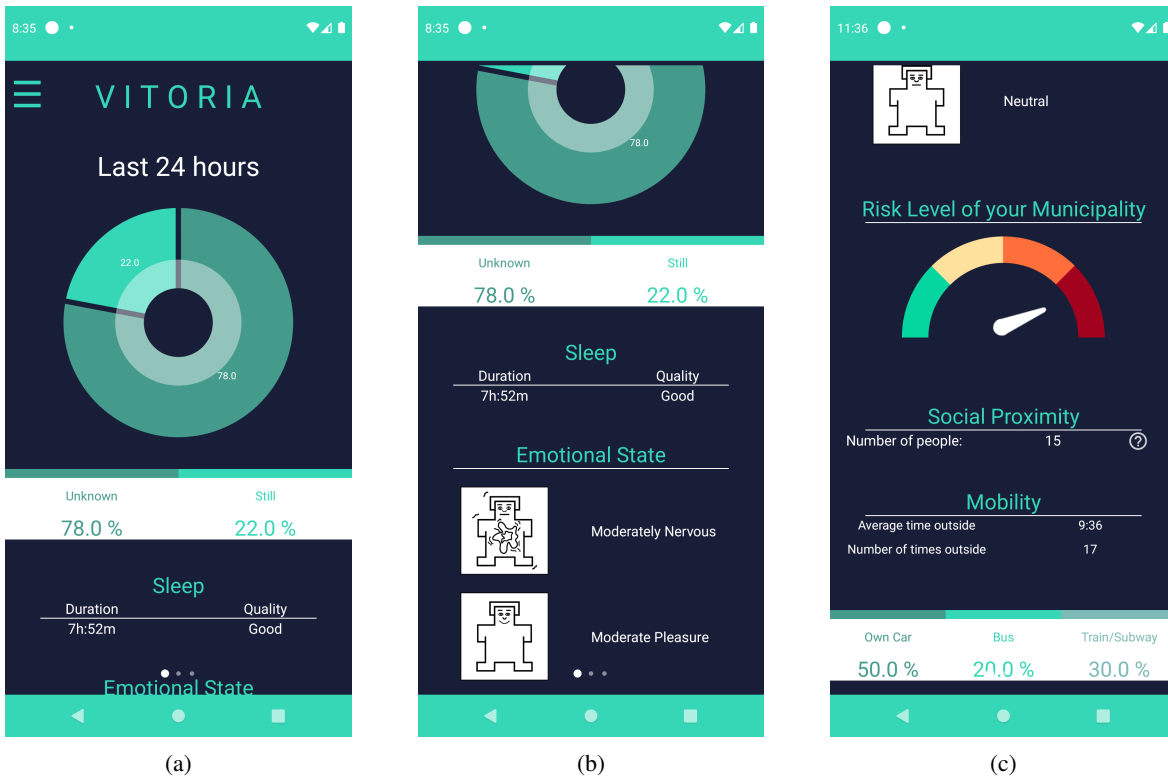 8:35
VITORIA
Last 24 hours
22.0
78.0
Unknown Still
78.0 % 22.0 %
Sleep
Duration Quality
7h:52m Good
Emotional State
(a)
8:35
78.0
Unknown Still
78.0 % 22.0 %
Sleep
Duration Quality
7h:52m Good
Emotional State
Moderately Nervous
Moderate Pleasure
(b)
11:36
Neutral
Risk Level of your Municipality
Social Proximity
Number of people: 15 ?
Mobility
Average time outside 9:36
Number of times outside 17
Own Car Bus Train/Subway
50.0 % 20.0 % 30.0 %
(c)